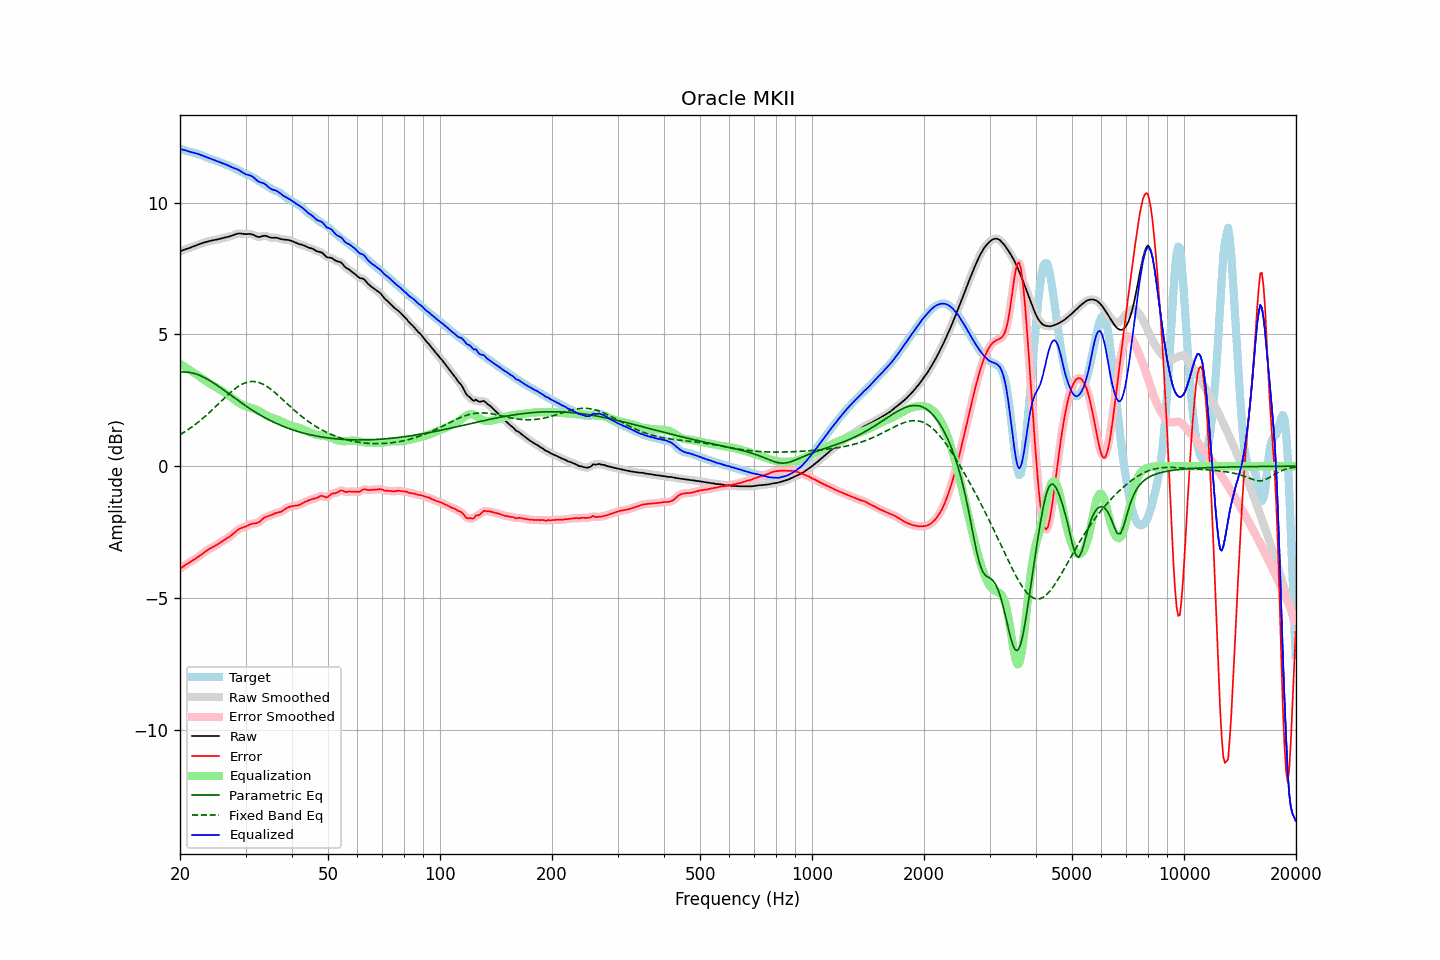 Oracle MKII
Amplitude (dBr)
10
5
0
−5
−10
Target
Raw Smoothed
Error Smoothed
Raw
Error
Equalization
Parametric Eq
Fixed Band Eq
Equalized
20 50 100 200 500 1000 2000 5000 10000 20000
Frequency (Hz)